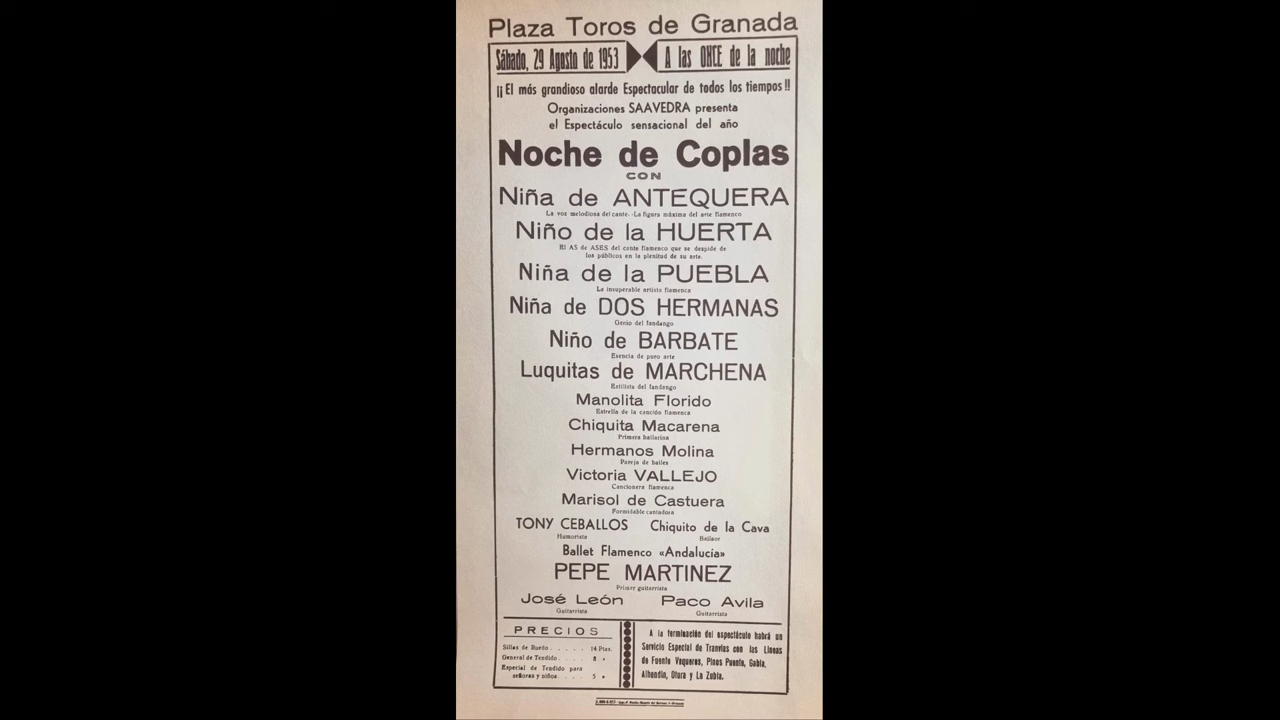 Plaza Toros de Granada
Sábado, 29 Agosto de 1953 A las ONCE de la noche
¡¡El más grandioso alarde Espectacular de todos los tiempos!!
Organizaciones SAAVEDRA presenta
el Espectáculo sensacional del año
Noche de Coplas
CON
Niña de ANTEQUERA
La voz melodiosa del cante.-La figura máxima del arte flamenco
Niño de la HUERTA
El AS de ASES del cante flamenco que se despide de
los públicos en la plenitud de su arte.
Niña de la PUEBLA
La insuperable artista flamenca
Niña de DOS HERMANAS
Genio del fandango
Niño de BARBATE
Esencia de puro arte
Luquitas de MARCHENA
Estilista del fandango
Manolita Florido
Estrella de la canción flamenca
Chiquita Macarena
Primera bailarina
Hermanos Molina
Pareja de bailes
Victoria VALLEJO
Cancionera flamenca
Marisol de Castuera
Formidable cantadora
TONY CEBALLOS Chiquito de la Cava
Humorista Bailaor
Ballet Flamenco «Andalucía»
PEPE MARTINEZ
Primer guitarrista
José León Paco Avila
Guitarrista Guitarrista
PRECIOS
Sillas de Ruedo . . . . . 14 Ptas.
General de Tendido . . . . 8 »
Especial de Tendido para
señoras y niños. . . . 5 »
A la terminación del espectáculo habrá un
Servicio Especial de Tranvías con las Líneas
de Fuente Vaqueros, Pinos Puente, Gabia,
Alhendín, Otura y La Zubia.